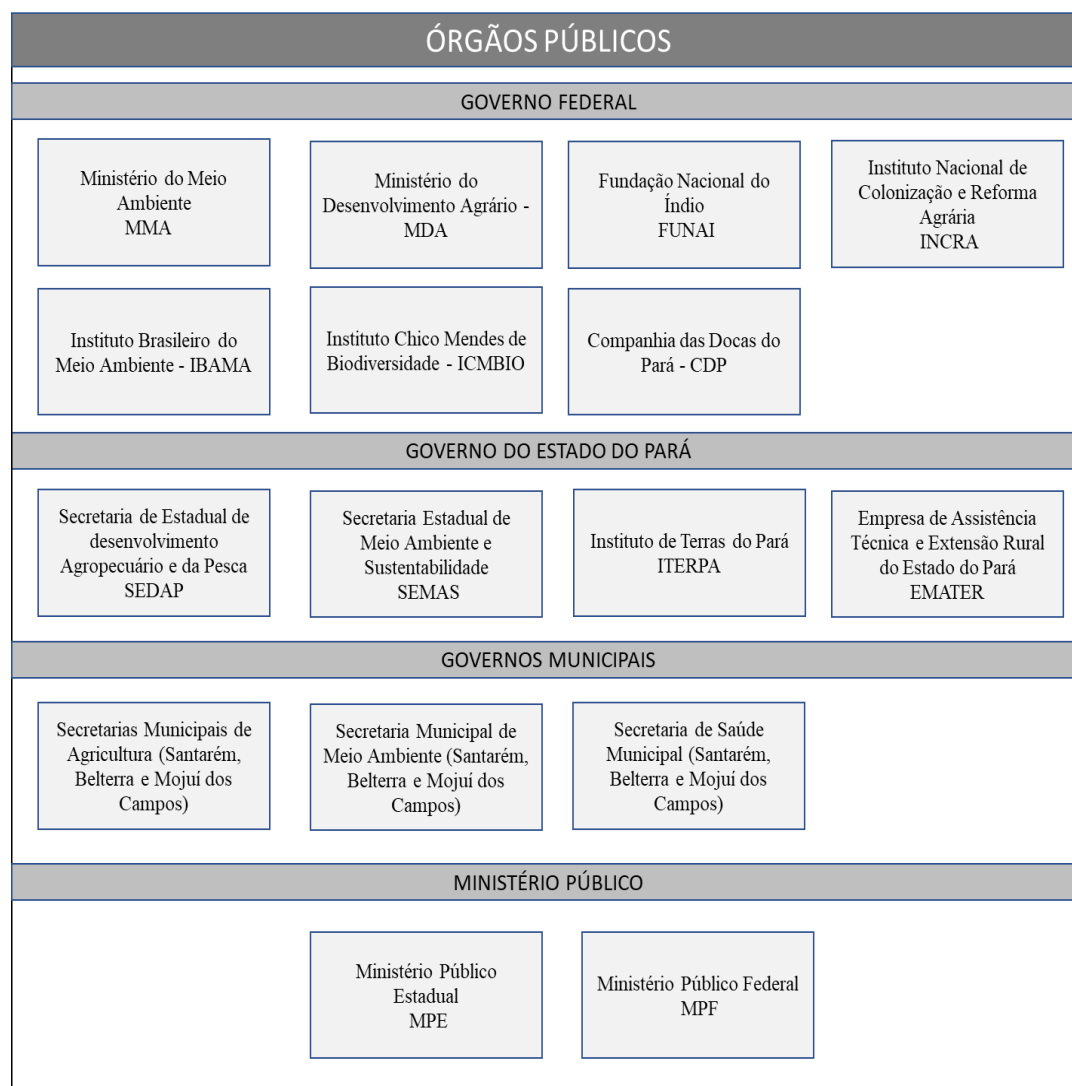 ÓRGÃOS PÚBLICOS
GOVERNO FEDERAL
Ministério do Meio
Ambiente
MMA
Ministério do
Desenvolvimento Agrário -
MDA
Fundação Nacional do
Índio
FUNAI
Instituto Nacional de
Colonização e Reforma
Agrária
INCRA
Instituto Brasileiro do
Meio Ambiente - IBAMA
Instituto Chico Mendes de
Biodiversidade - ICMBIO
Companhia das Docas do
Pará - CDP
GOVERNO DO ESTADO DO PARÁ
Secretaria de Estadual de
desenvolvimento
Agropecuário e da Pesca
SEDAP
Secretaria Estadual de
Meio Ambiente e
Sustentabilidade
SEMAS
Instituto de Terras do Pará
ITERPA
Empresa de Assistência
Técnica e Extensão Rural
do Estado do Pará
EMATER
GOVERNOS MUNICIPAIS
Secretarias Municipais de
Agricultura (Santarém,
Belterra e Mojuí dos
Campos)
Secretaria Municipal de
Meio Ambiente (Santarém,
Belterra e Mojuí dos
Campos)
Secretaria de Saúde
Municipal (Santarém,
Belterra e Mojuí dos
Campos)
MINISTÉRIO PÚBLICO
Ministério Público
Estadual
MPE
Ministério Público Federal
MPF